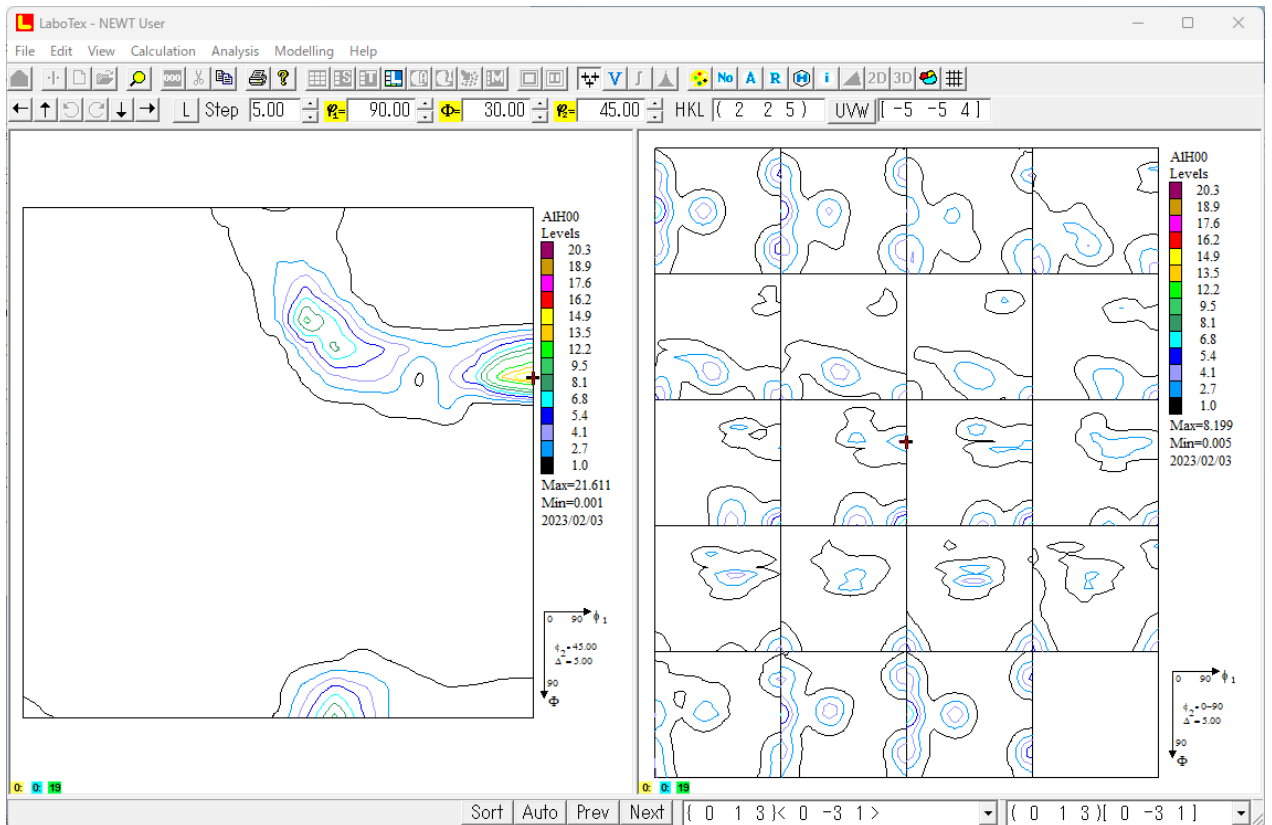 LaboTex - NEWT User
File Edit View Calculation Analysis Modelling Help
No A R H i 2D 3D
L Step 5.00 φ1= 90.00 Φ= 30.00 φ2= 45.00 HKL ( 2 2 5 ) UVW [ -5 -5 4 ]
A1H00
Levels
20.3
18.9
17.6
16.2
14.9
13.5
12.2
9.5
8.1
6.8
5.4
4.1
2.7
1.0
Max=21.611
Min=0.001
2023/02/03
0 90 ϕ1
ϕ2=45.00
Δ=5.00
90
Φ
0: 0: 19
A1H00
Levels
20.3
18.9
17.6
16.2
14.9
13.5
12.2
9.5
8.1
6.8
5.4
4.1
2.7
1.0
Max=8.199
Min=0.005
2023/02/03
0 90 ϕ1
ϕ2=0-90
Δ=5.00
90
Φ
0: 0: 19
Sort Auto Prev Next { 0 1 3 }< 0 -3 1 > ( 0 1 3 )[ 0 -3 1 ]